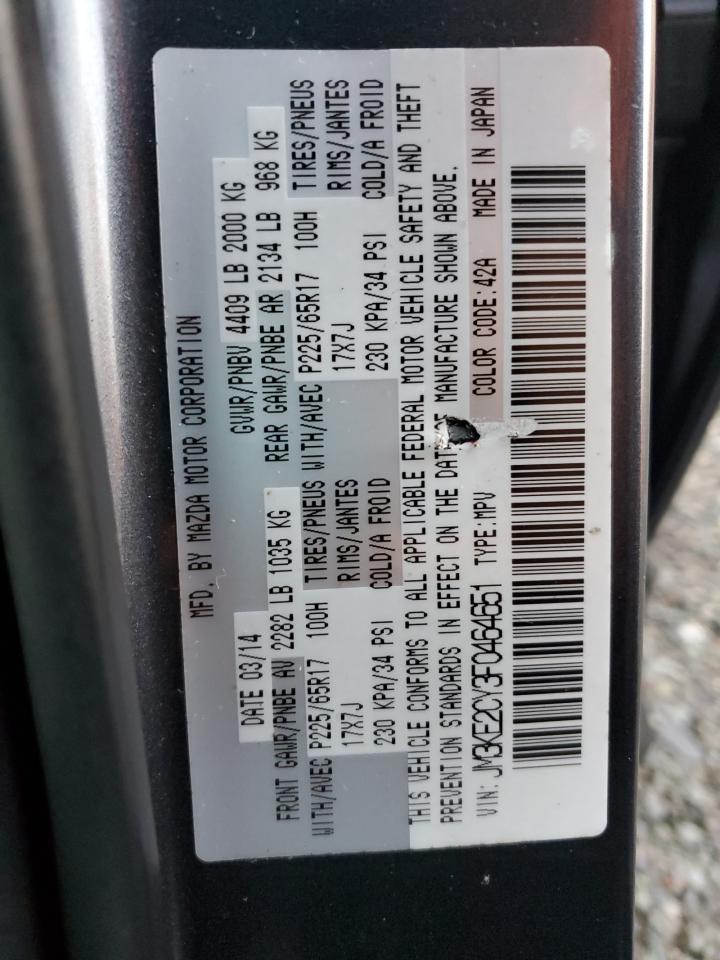 MFD. BY MAZDA MOTOR CORPORATION
DATE 03/14 GVWR/PNBV 4409 LB 2000 KG
FRONT GAWR/PNBE AV 2282 LB 1035 KG REAR GAWR/PNBE AR 2134 LB 968 KG
WITH/AVEC P225/65R17 100H TIRES/PNEUS WITH/AVEC P225/65R17 100H TIRES/PNEUS
17X7J RIMS/JANTES 17X7J RIMS/JANTES
230 KPA/34 PSI COLD/A FROID 230 KPA/34 PSI COLD/A FROID
THIS VEHICLE CONFORMS TO ALL APPLICABLE FEDERAL MOTOR VEHICLE SAFETY AND THEFT
PREVENTION STANDARDS IN EFFECT ON THE DATE OF MANUFACTURE SHOWN ABOVE.
VIN: JM3KE2CY3F0464651 TYPE:MPV COLOR CODE:42A MADE IN JAPAN